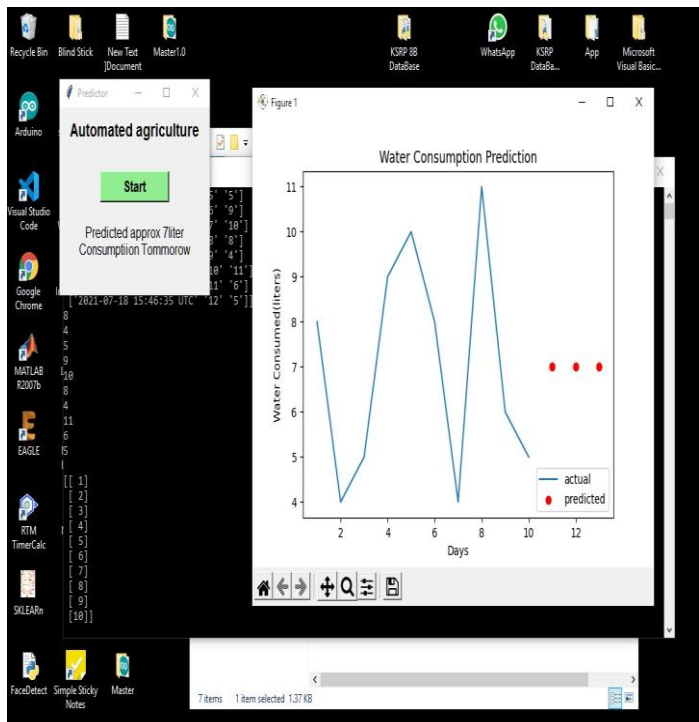 Recycle Bin
Blind Stick
New Text
]Document
Master1.0
KSRP 8B
DataBase
WhatsApp
KSRP
DataBa...
App
Microsoft
Visual Basic...
Arduino
Visual Studio
Code
Google
Chrome
MATLAB
R2007b
EAGLE
RTM
TimerCalc
SKLEARn
FaceDetect
Simple Sticky
Notes
Master
Predictor
Automated agriculture
Start
Predicted approx 7liter
Consumptiion Tommorow
'5']
'9']
'10']
'8']
'4']
'11']
'6']
['2021-07-18 15:46:35 UTC' '12' '5']]
8
4
5
9
10
8
4
11
6
5
[[ 1]
[ 2]
[ 3]
[ 4]
[ 5]
[ 6]
[ 7]
[ 8]
[ 9]
[10]]
Figure 1
Water Consumption Prediction
Water Consumed(liters)
11
10
9
8
7
6
5
4
2
4
6
8
10
12
Days
actual
predicted
7 items 1 item selected 1.37 KB